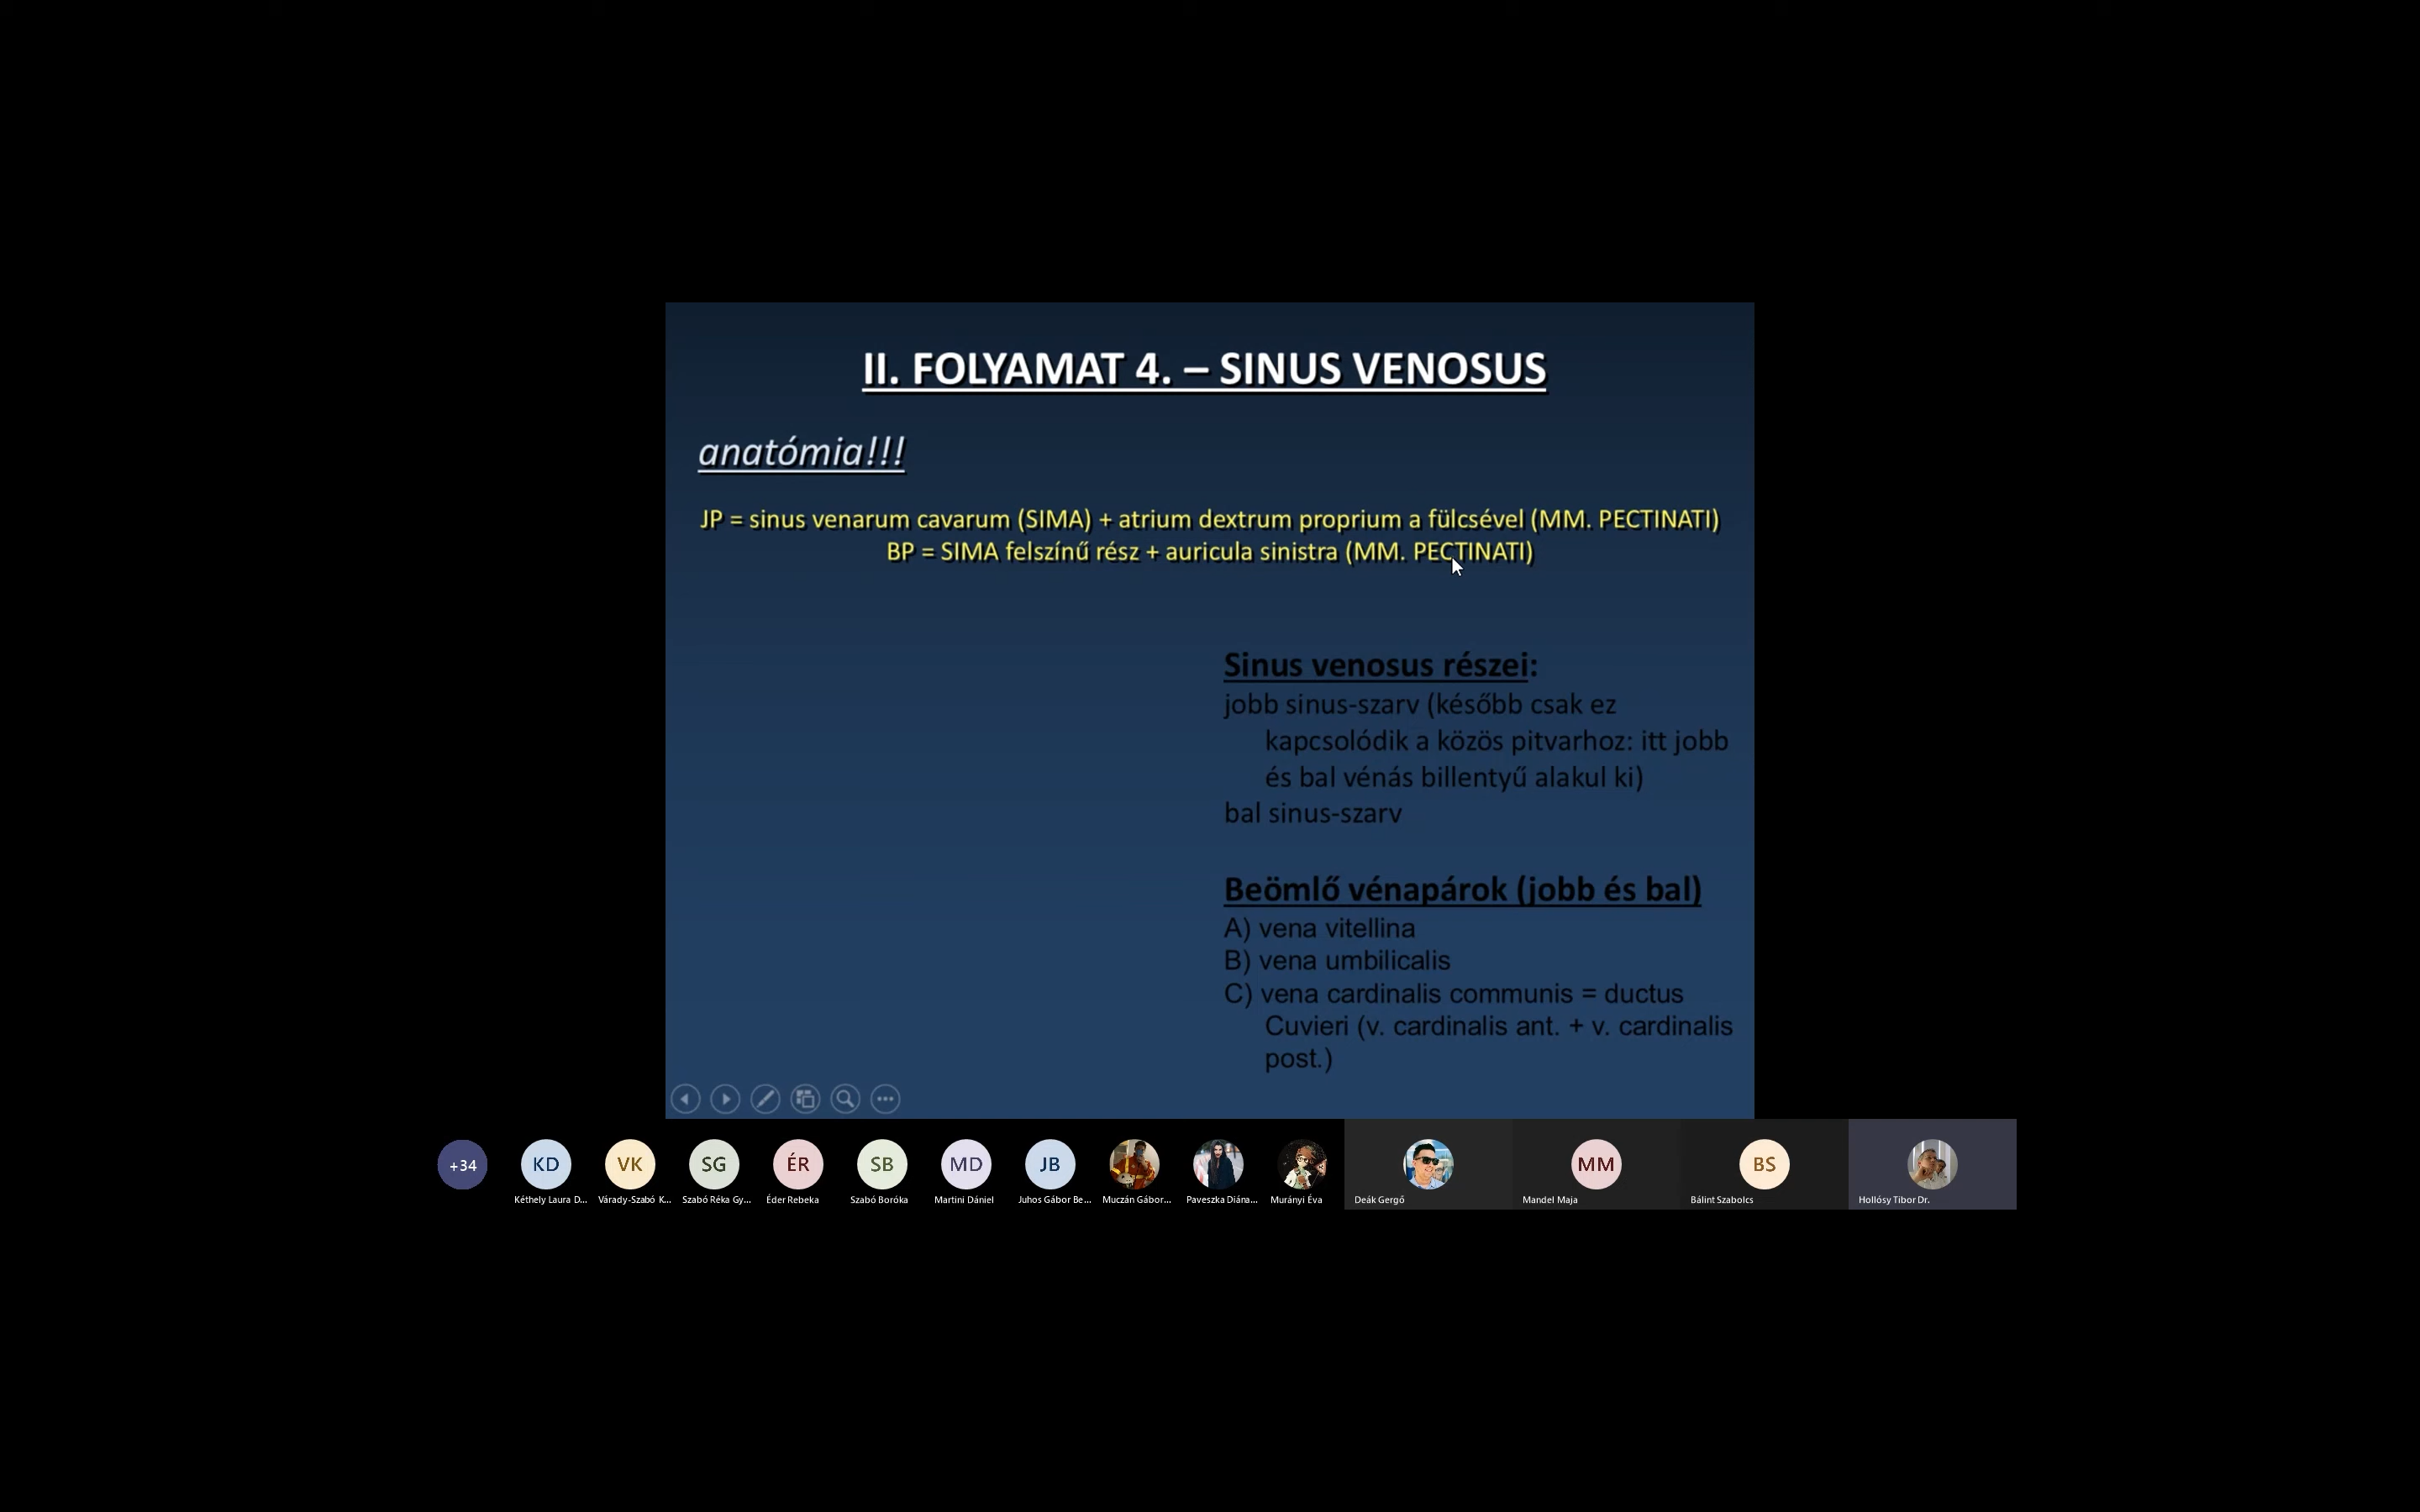 II. FOLYAMAT 4. – SINUS VENOSUS
anatómia!!!
JP = sinus venarum cavarum (SIMA) + atrium dextrum proprium a fülcsével (MM. PECTINATI)
BP = SIMA felszínű rész + auricula sinistra (MM. PECTINATI)
Sinus venosus részei:
jobb sinus-szarv (később csak ez
kapcsolódik a közös pitvarhoz: itt jobb
és bal vénás billentyű alakul ki)
bal sinus-szarv
Beömlő vénapárok (jobb és bal)
A) vena vitellina
B) vena umbilicalis
C) vena cardinalis communis = ductus
Cuvieri (v. cardinalis ant. + v. cardinalis
post.)
+34
KD
VK
SG
ÉR
SB
MD
JB
MM
BS
Kéthely Laura D...
Várady-Szabó K...
Szabó Réka Gy...
Éder Rebeka
Szabó Boróka
Martini Dániel
Juhos Gábor Be...
Muczán Gábor...
Paveszka Diána...
Murányi Éva
Deák Gergő
Mandel Maja
Bálint Szabolcs
Hollósy Tibor Dr.